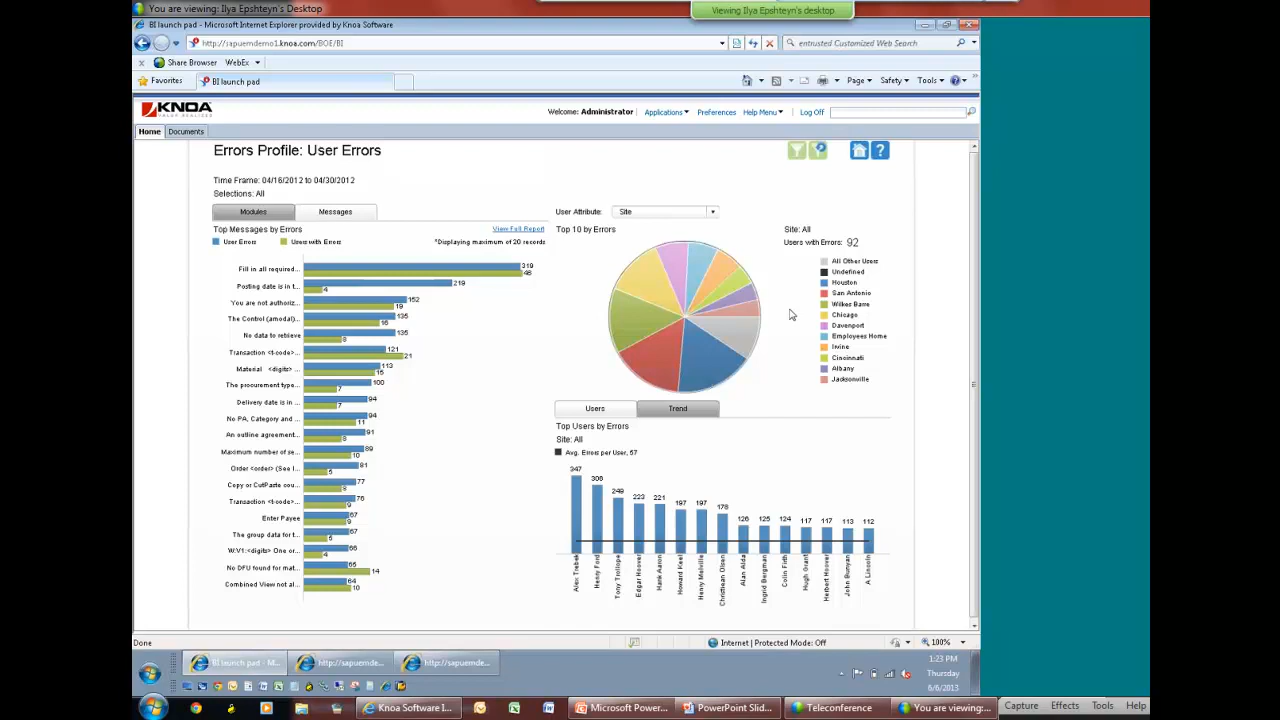 You are viewing: Ilya Epshteyn's Desktop
Viewing Ilya Epshteyn's desktop
BI launch pad - Microsoft Internet Explorer provided by Knoa Software
http://sapuemdemo1.knoa.com/BOE/BI
entrusted Customized Web Search
x Share Browser WebEx
Favorites BI launch pad
Page Safety Tools
KNOA
VALUE REALIZED
Welcome: Administrator Applications Preferences Help Menu Log Off
Home Documents
Errors Profile: User Errors
Time Frame: 04/16/2012 to 04/30/2012
Selections: All
Modules Messages
Top Messages by Errors View Full Report
User Errors Users with Errors *Displaying maximum of 20 records
Fill in all required... 319 48
Posting date is in t... 219 4
You are not authoriz... 152 19
The Control (amodal)... 135 16
No data to retrieve 135 8
Transaction <t-code>... 121 21
Material <digits> ... 113 15
The procurement type... 100 7
Delivery date is in ... 94 7
No PA, Category and ... 94 11
An outline agreement... 91 8
Maximum number of se... 89 10
Order <order> (See l... 81 5
Copy or CutPaste cou... 77 8
Transaction <t-code>... 76 9
Enter Payee 67 9
The group data for t... 67 5
W:V1:<digits> One or... 66 4
No DFU found for mat... 65 14
Combined View not al... 64 10
User Attribute: Site
Top 10 by Errors
Site: All
Users with Errors: 92
All Other Users
Undefined
Houston
San Antonio
Wilkes Barre
Chicago
Davenport
Employees Home
Irvine
Cincinnati
Albany
Jacksonville
Users Trend
Top Users by Errors
Site: All
Avg. Errors per User, 57
347 306 249 223 221 197 197 178 126 125 124 117 117 113 112
Alex Trebek
Henry Ford
Tony Trollope
Edgar Hoover
Hank Aaron
Howard Keel
Henry Melville
Christiean Olsen
Alan Alda
Ingrid Bergman
Colin Firth
Hugh Grant
Herbert Hoover
John Bunyan
A Lincoln
Done Internet | Protected Mode: Off 100%
BI launch pad - M... http://sapuemde... http://sapuemde...
1:23 PM
Thursday
6/6/2013
Knoa Software I... Microsoft Power... PowerPoint Slid... Teleconference You are viewing:...
Capture Effects Tools Help